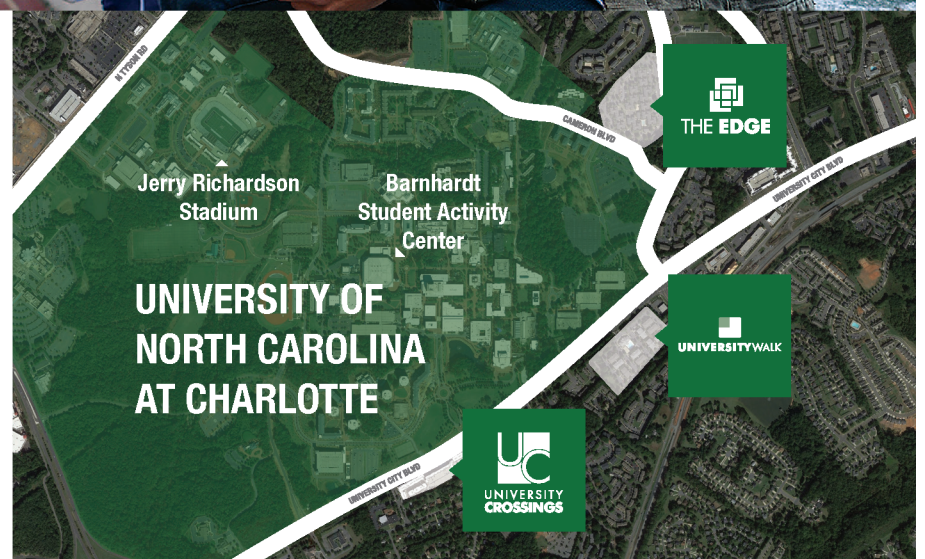 N TYSON RD
CAMERON BLVD
THE EDGE
UNIVERSITY CITY BLVD
Jerry Richardson
Stadium
Barnhardt
Student Activity
Center
UNIVERSITY OF
NORTH CAROLINA
AT CHARLOTTE
UNIVERSITYWALK
UC
UNIVERSITY
CROSSINGS
UNIVERSITY CITY BLVD